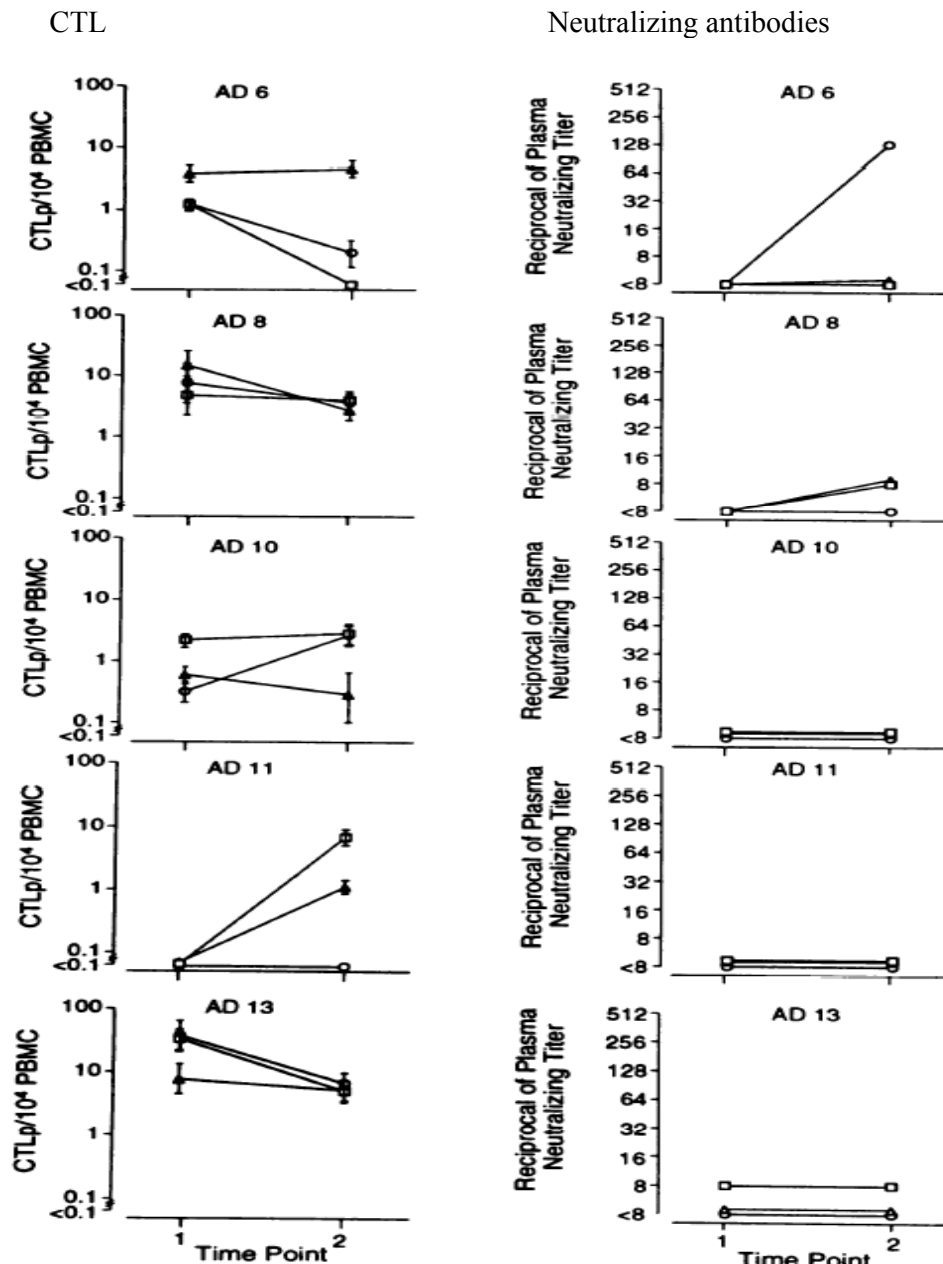 CTL
Neutralizing antibodies
CTLp/10⁴ PBMC
100
10
1
0.1
<0.1
AD 6
Reciprocal of Plasma
Neutralizing Titer
512
256
128
64
32
16
8
<8
AD 6
CTLp/10⁴ PBMC
100
10
1
0.1
<0.1
AD 8
Reciprocal of Plasma
Neutralizing Titer
512
256
128
64
32
16
8
<8
AD 8
CTLp/10⁴ PBMC
100
10
1
0.1
<0.1
AD 10
Reciprocal of Plasma
Neutralizing Titer
512
256
128
64
32
16
8
<8
AD 10
CTLp/10⁴ PBMC
100
10
1
0.1
<0.1
AD 11
Reciprocal of Plasma
Neutralizing Titer
512
256
128
64
32
16
8
<8
AD 11
CTLp/10⁴ PBMC
100
10
1
0.1
<0.1
AD 13
1 2
Time Point
Reciprocal of Plasma
Neutralizing Titer
512
256
128
64
32
16
8
<8
AD 13
1 2
Time Point